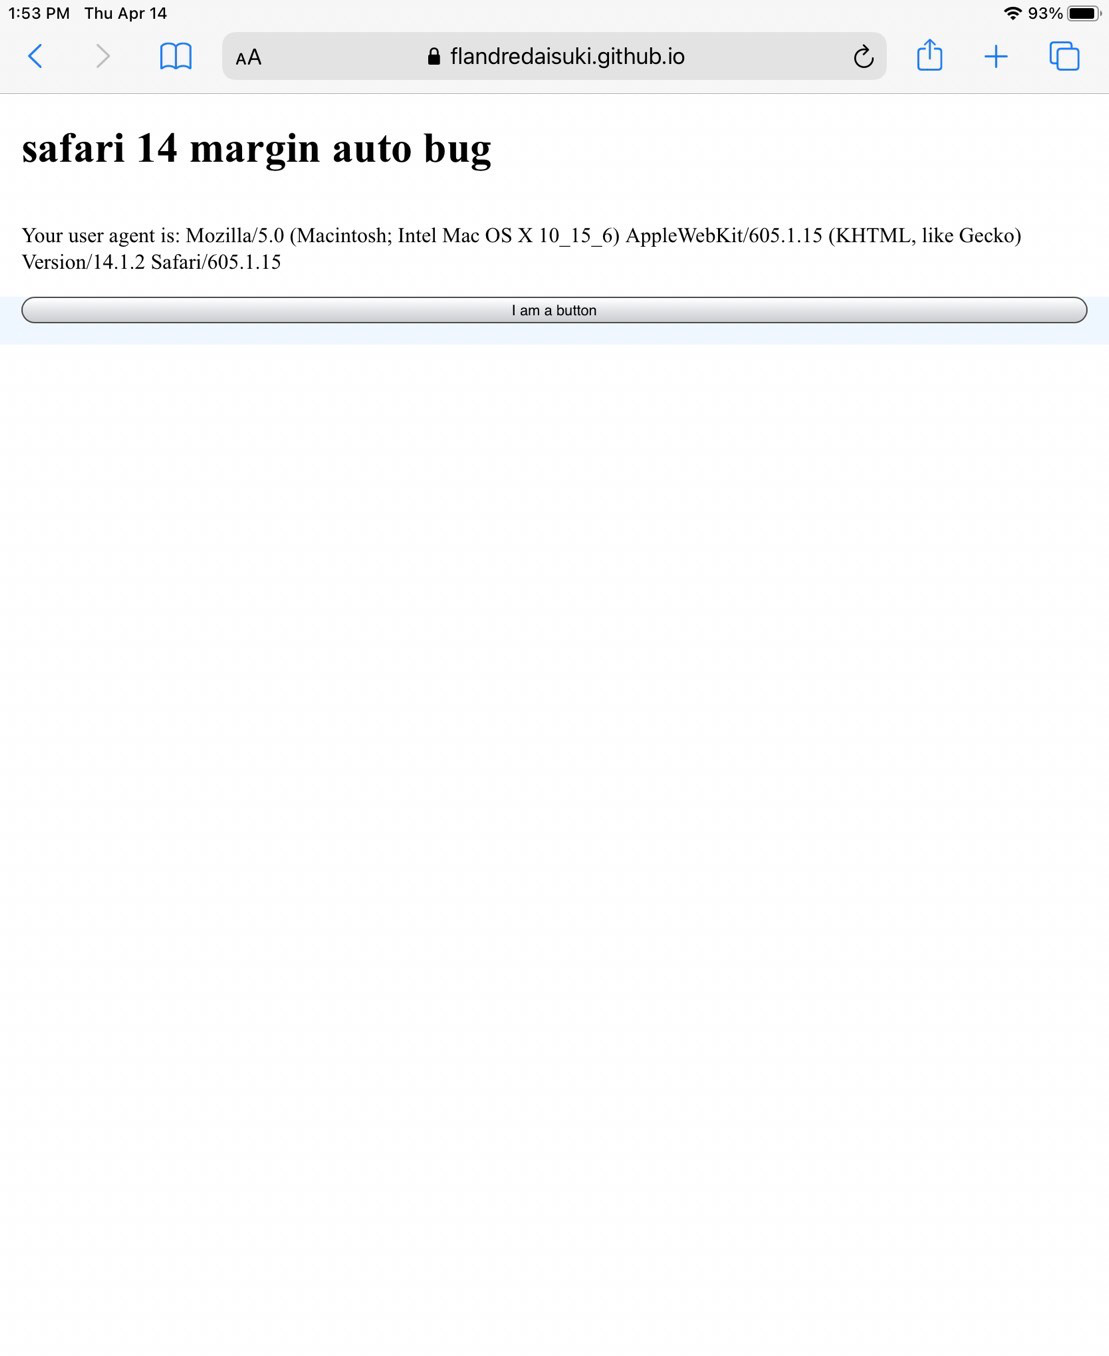 1:53 PM Thu Apr 14 93%
AA flandredaisuki.github.io
safari 14 margin auto bug
Your user agent is: Mozilla/5.0 (Macintosh; Intel Mac OS X 10_15_6) AppleWebKit/605.1.15 (KHTML, like Gecko)
Version/14.1.2 Safari/605.1.15
I am a button